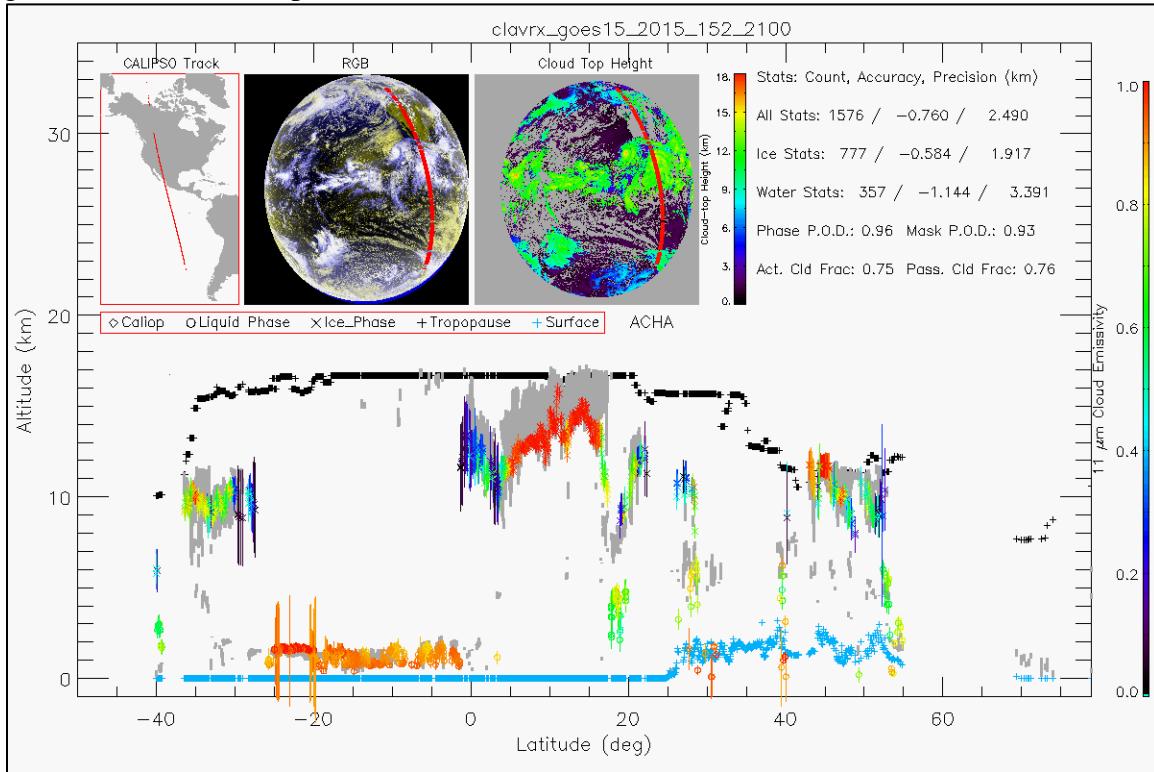 clavrx_goes15_2015_152_2100
CALIPSO Track
RGB
Cloud Top Height
18.
15.
12.
9.
6.
3.
0.
Cloud-top Height (km)
Stats: Count, Accuracy, Precision (km)
All Stats: 1576 / -0.760 / 2.490
Ice Stats: 777 / -0.584 / 1.917
Water Stats: 357 / -1.144 / 3.391
Phase P.O.D.: 0.96 Mask P.O.D.: 0.93
Act. Cld Frac: 0.75 Pass. Cld Frac: 0.76
Caliop Liquid Phase Ice_Phase Tropopause Surface ACHA
Altitude (km)
30
20
10
0
-40 -20 0 20 40 60
Latitude (deg)
1.0
0.8
0.6
0.4
0.2
0.0
11 μm Cloud Emissivity